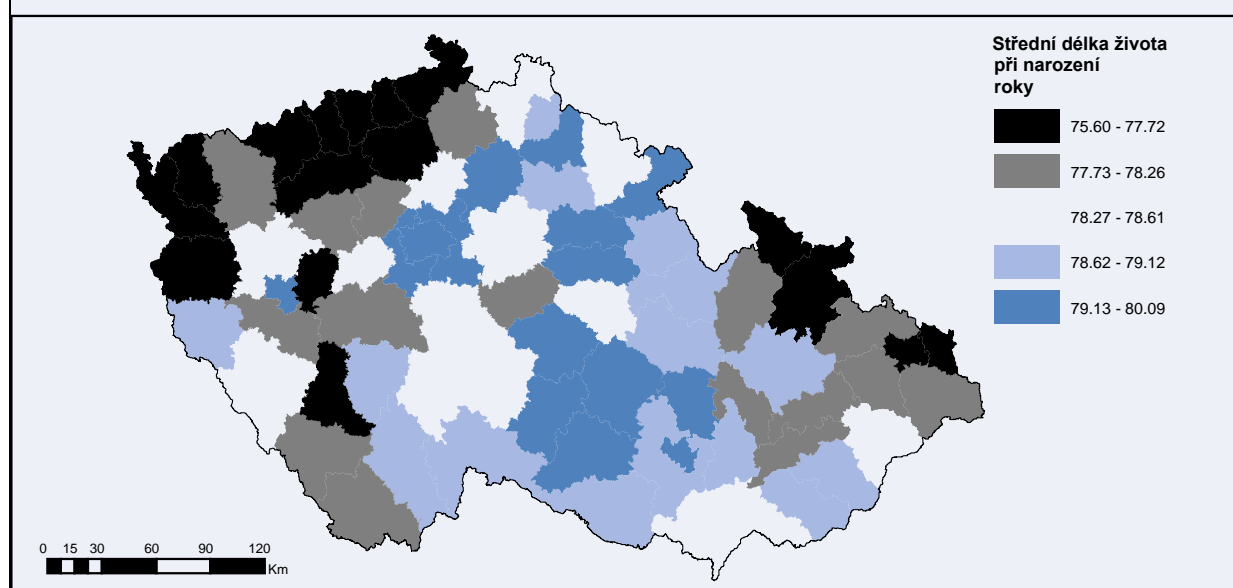 Střední délka života
při narození
roky
75.60 - 77.72
77.73 - 78.26
78.27 - 78.61
78.62 - 79.12
79.13 - 80.09
0 15 30 60 90 120
Km